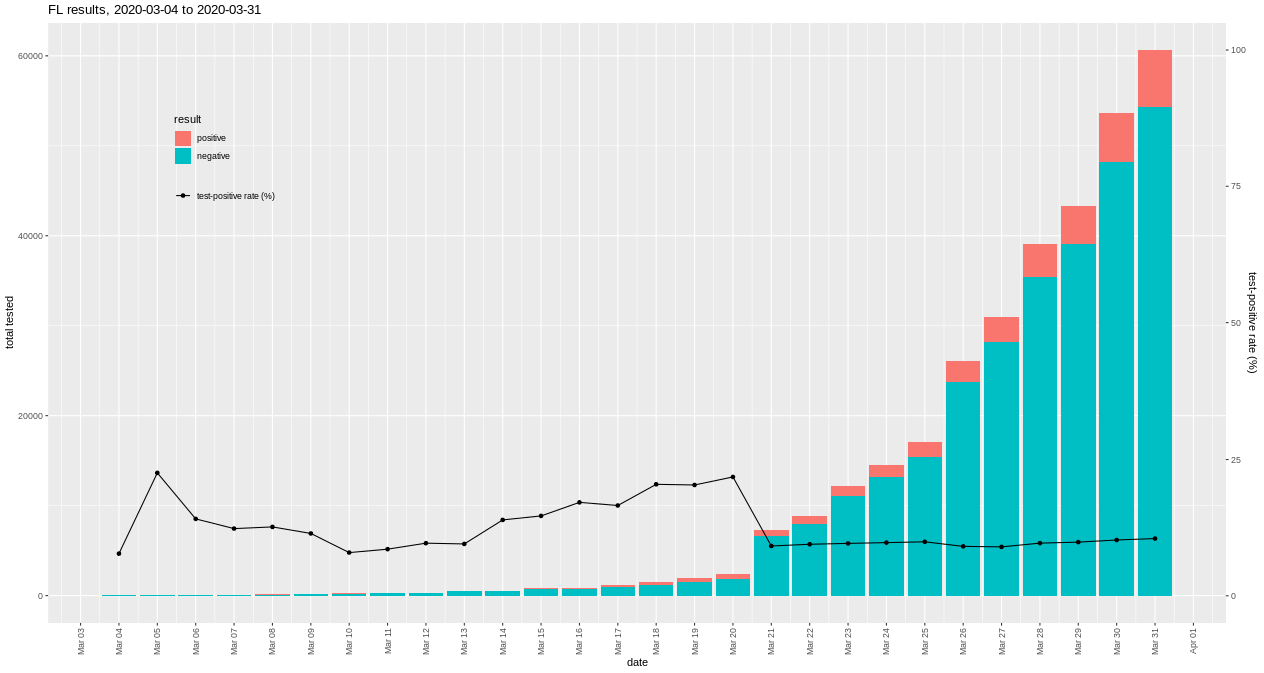 FL results, 2020-03-04 to 2020-03-31
total tested
60000
40000
20000
0
result
positive
negative
test-positive rate (%)
100
75
50
25
0
test-positive rate (%)
Mar 03
Mar 04
Mar 05
Mar 06
Mar 07
Mar 08
Mar 09
Mar 10
Mar 11
Mar 12
Mar 13
Mar 14
Mar 15
Mar 16
Mar 17
Mar 18
Mar 19
Mar 20
Mar 21
Mar 22
Mar 23
Mar 24
Mar 25
Mar 26
Mar 27
Mar 28
Mar 29
Mar 30
Mar 31
Apr 01
date